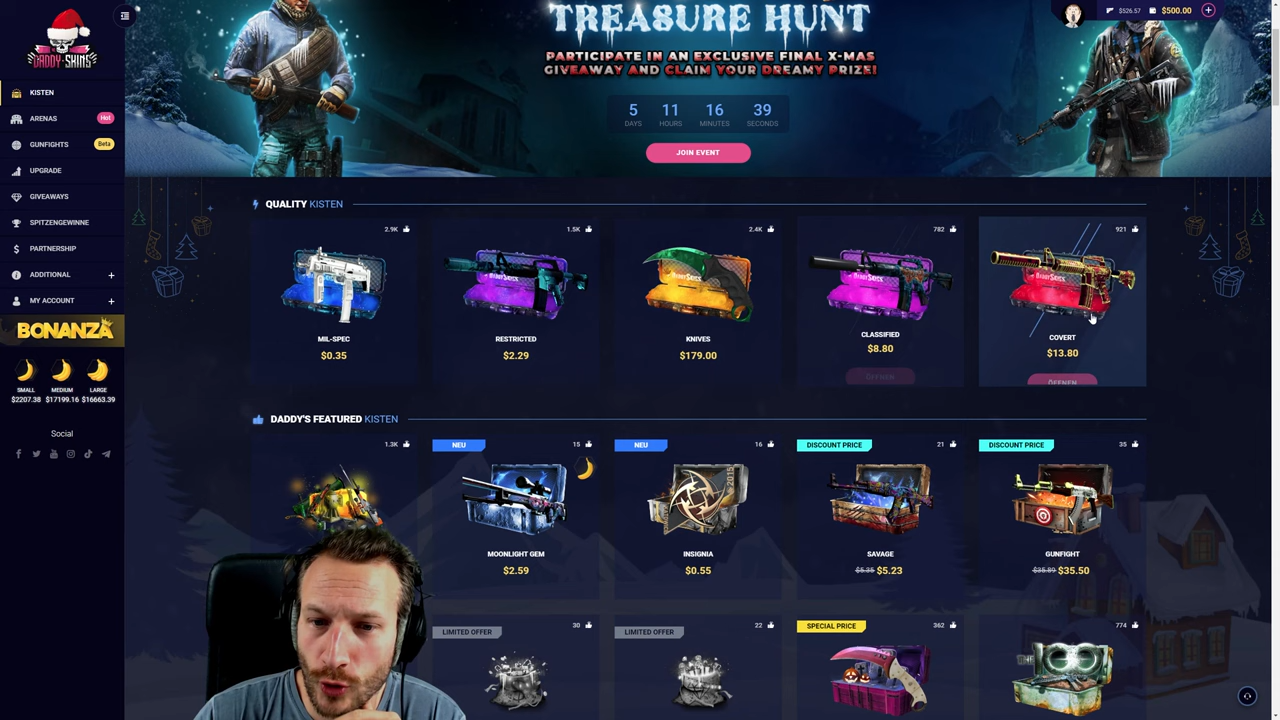 TREASURE HUNT
PARTICIPATE IN AN EXCLUSIVE FINAL X-MAS
GIVEAWAY AND CLAIM YOUR DREAMY PRIZE!
5 11 16 39
DAYS HOURS MINUTES SECONDS
JOIN EVENT
$526.57 $500.00
DADDY-SKINS
KISTEN
ARENAS Hot
GUNFIGHTS Beta
UPGRADE
GIVEAWAYS
SPITZENGEWINNE
PARTNERSHIP
ADDITIONAL +
MY ACCOUNT +
BONANZA
SMALL MEDIUM LARGE
$2207.38 $17199.16 $16663.39
Social
QUALITY KISTEN
2.9K
MIL-SPEC
$0.35
1.5K
RESTRICTED
$2.29
2.4K
KNIVES
$179.00
782
CLASSIFIED
$8.80
ÖFFNEN
921
COVERT
$13.80
ÖFFNEN
DADDY'S FEATURED KISTEN
1.3K
NEU 15
MOONLIGHT GEM
$2.59
NEU 16
2015
INSIGNIA
$0.55
DISCOUNT PRICE 21
SAVAGE
$5.35 $5.23
DISCOUNT PRICE 35
GUNFIGHT
$35.89 $35.50
LIMITED OFFER 30
LIMITED OFFER 22
SPECIAL PRICE 362
774